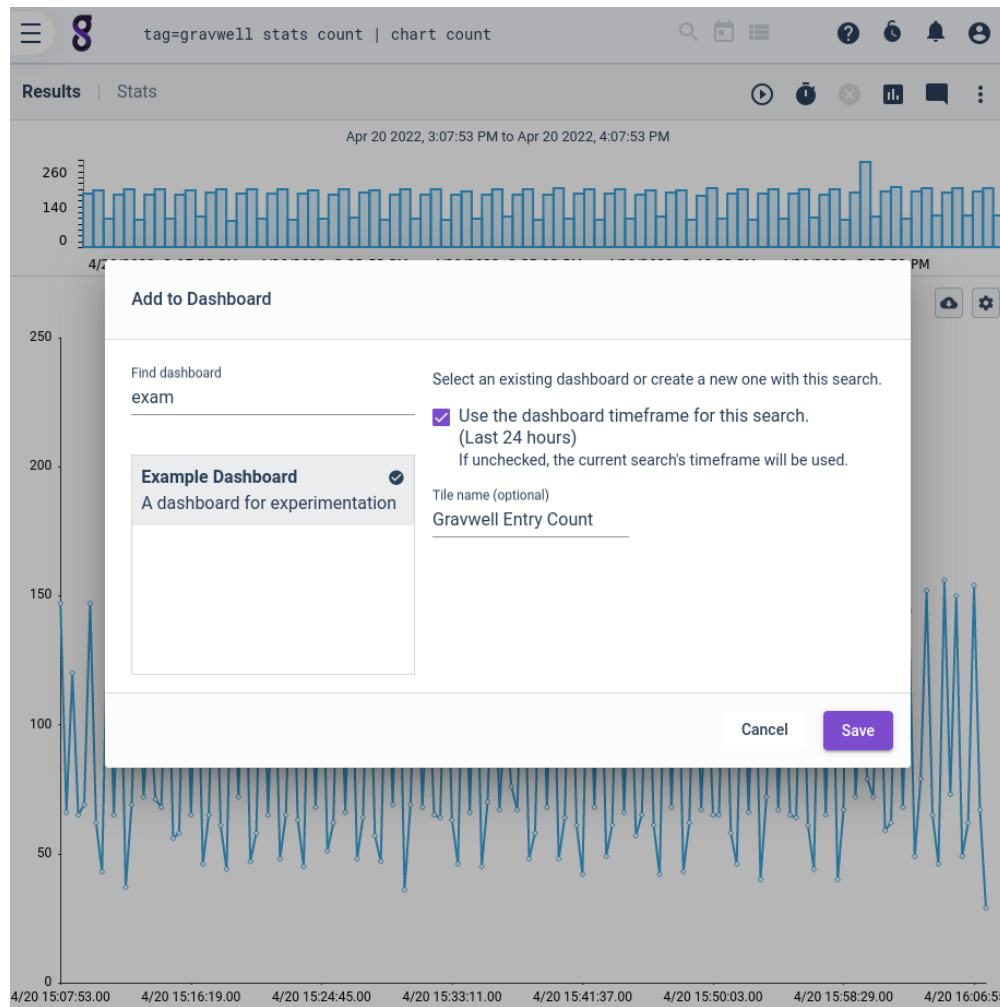 tag=gravwell stats count | chart count
Results | Stats
Apr 20 2022, 3:07:53 PM to Apr 20 2022, 4:07:53 PM
260
140
0
PM
Add to Dashboard
Find dashboard
exam
Example Dashboard
A dashboard for experimentation
Select an existing dashboard or create a new one with this search.
Use the dashboard timeframe for this search.
(Last 24 hours)
If unchecked, the current search's timeframe will be used.
Tile name (optional)
Gravwell Entry Count
Cancel
Save
250
200
150
100
50
0
4/20 15:07:53.00 4/20 15:16:19.00 4/20 15:24:45.00 4/20 15:33:11.00 4/20 15:41:37.00 4/20 15:50:03.00 4/20 15:58:29.00 4/20 16:06:5